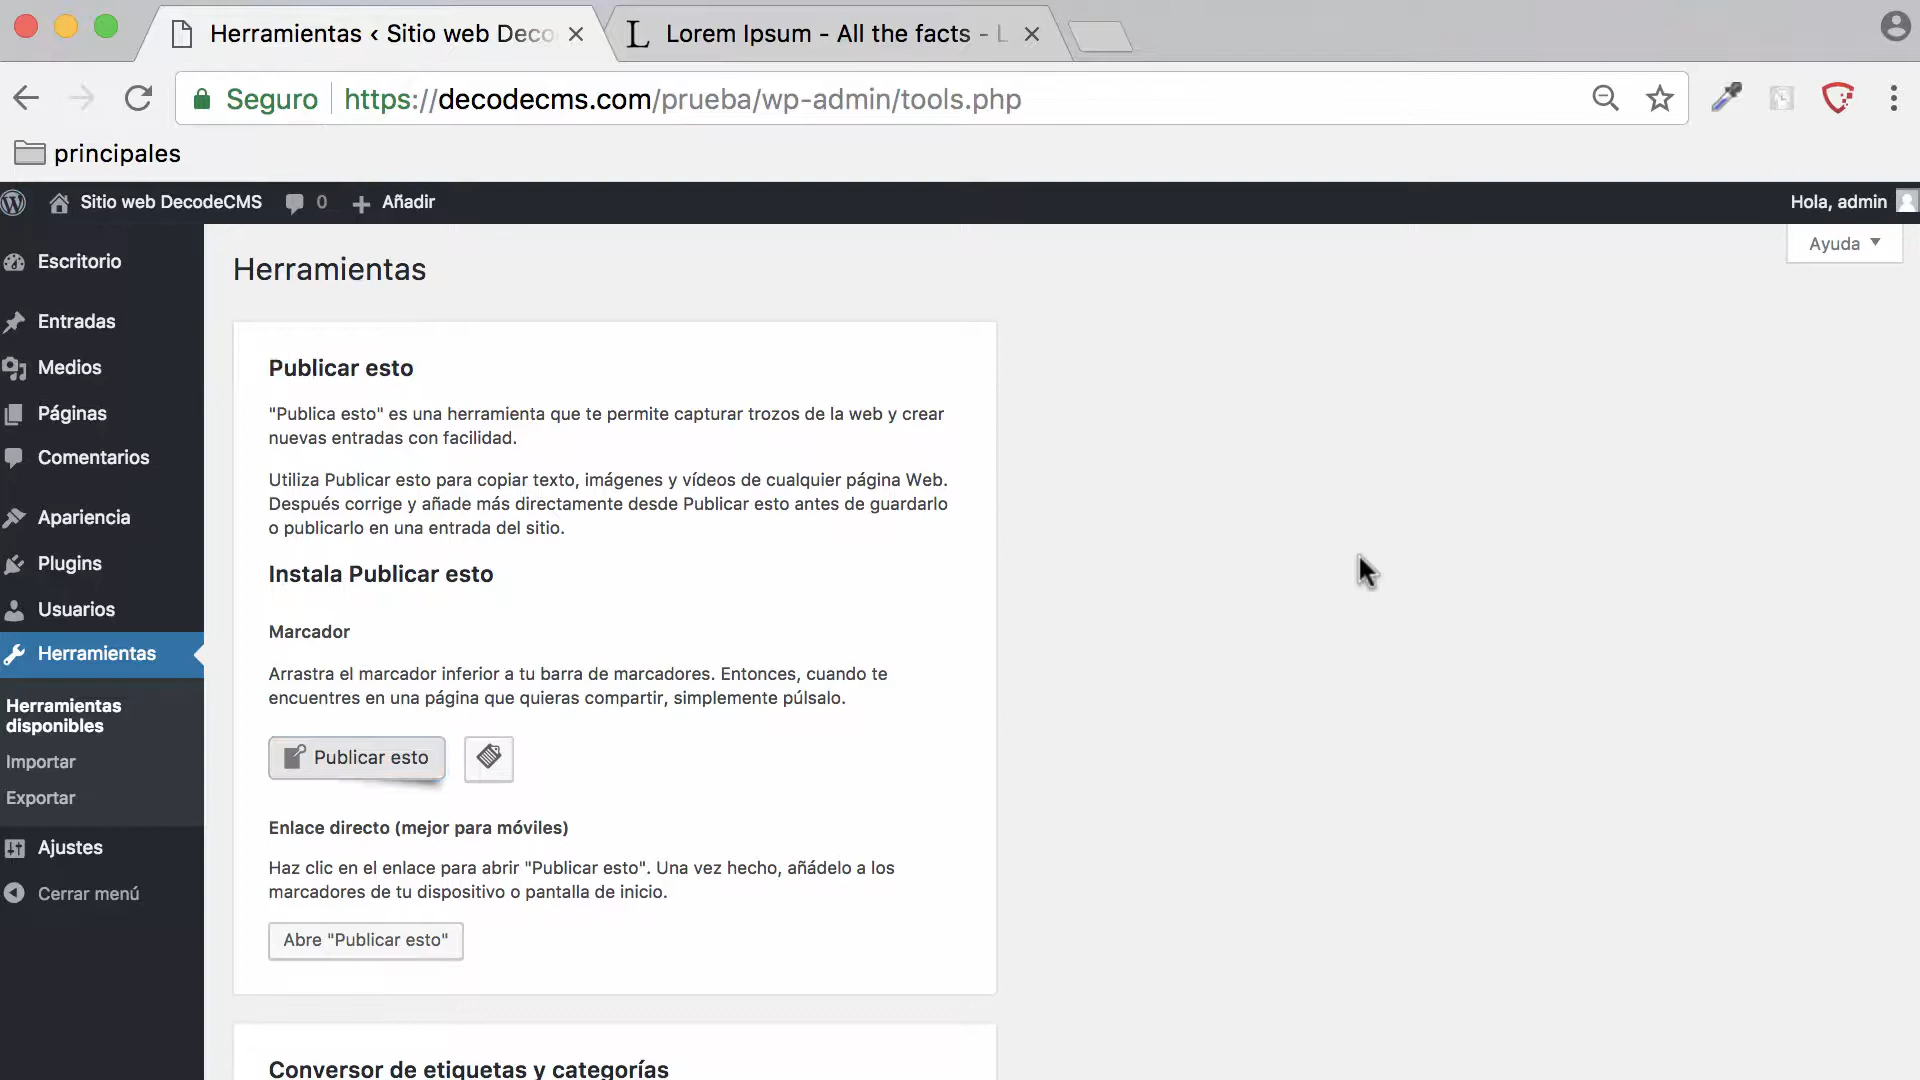 Herramientas ‹ Sitio web Deco
Lorem Ipsum - All the facts - L
Seguro
https://decodecms.com/prueba/wp-admin/tools.php
principales
Sitio web DecodeCMS
0
Añadir
Hola, admin
Ayuda
Escritorio
Entradas
Medios
Páginas
Comentarios
Apariencia
Plugins
Usuarios
Herramientas
Herramientas
disponibles
Importar
Exportar
Ajustes
Cerrar menú
Herramientas
Publicar esto
"Publica esto" es una herramienta que te permite capturar trozos de la web y crear
nuevas entradas con facilidad.
Utiliza Publicar esto para copiar texto, imágenes y vídeos de cualquier página Web.
Después corrige y añade más directamente desde Publicar esto antes de guardarlo
o publicarlo en una entrada del sitio.
Instala Publicar esto
Marcador
Arrastra el marcador inferior a tu barra de marcadores. Entonces, cuando te
encuentres en una página que quieras compartir, simplemente púlsalo.
Publicar esto
Enlace directo (mejor para móviles)
Haz clic en el enlace para abrir "Publicar esto". Una vez hecho, añádelo a los
marcadores de tu dispositivo o pantalla de inicio.
Abre "Publicar esto"
Conversor de etiquetas y categorías